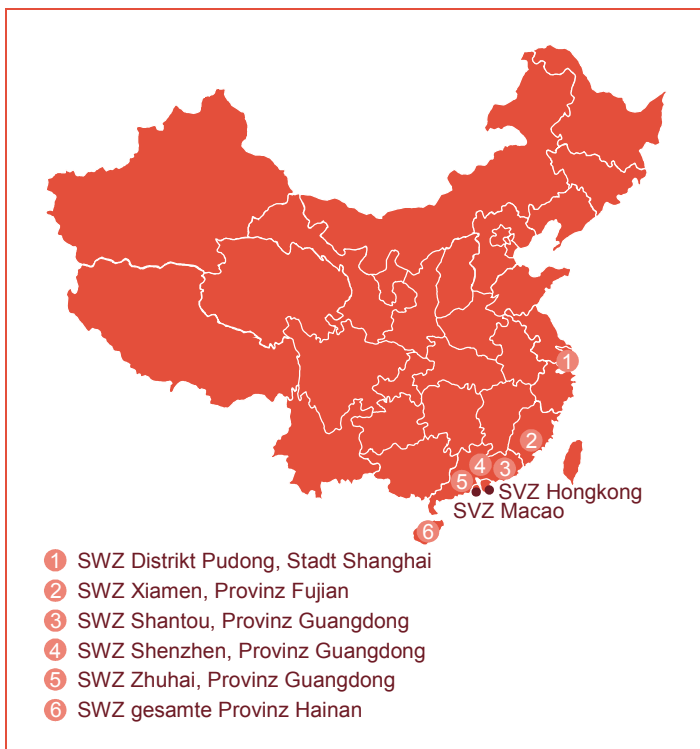 1
2
4
3
5
SVZ Hongkong
SVZ Macao
6
1 SWZ Distrikt Pudong, Stadt Shanghai
2 SWZ Xiamen, Provinz Fujian
3 SWZ Shantou, Provinz Guangdong
4 SWZ Shenzhen, Provinz Guangdong
5 SWZ Zhuhai, Provinz Guangdong
6 SWZ gesamte Provinz Hainan